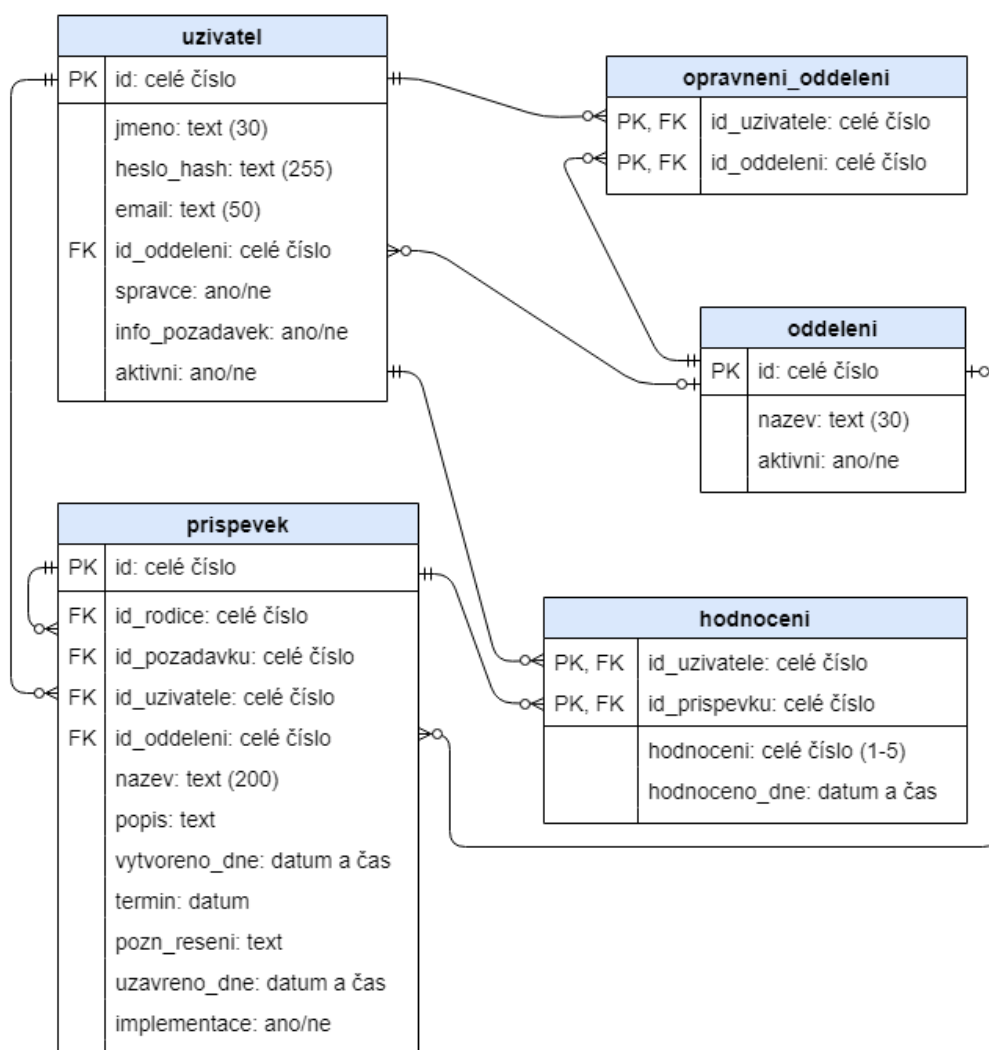 uzivatel
PK id: celé číslo
jmeno: text (30)
heslo_hash: text (255)
email: text (50)
FK id_oddeleni: celé číslo
spravce: ano/ne
info_pozadavek: ano/ne
aktivni: ano/ne
opravneni_oddeleni
PK, FK id_uzivatele: celé číslo
PK, FK id_oddeleni: celé číslo
oddeleni
PK id: celé číslo
nazev: text (30)
aktivni: ano/ne
prispevek
PK id: celé číslo
FK id_rodice: celé číslo
FK id_pozadavku: celé číslo
FK id_uzivatele: celé číslo
FK id_oddeleni: celé číslo
nazev: text (200)
popis: text
vytvoreno_dne: datum a čas
termin: datum
pozn_reseni: text
uzavreno_dne: datum a čas
implementace: ano/ne
hodnoceni
PK, FK id_uzivatele: celé číslo
PK, FK id_prispevku: celé číslo
hodnoceni: celé číslo (1-5)
hodnoceno_dne: datum a čas